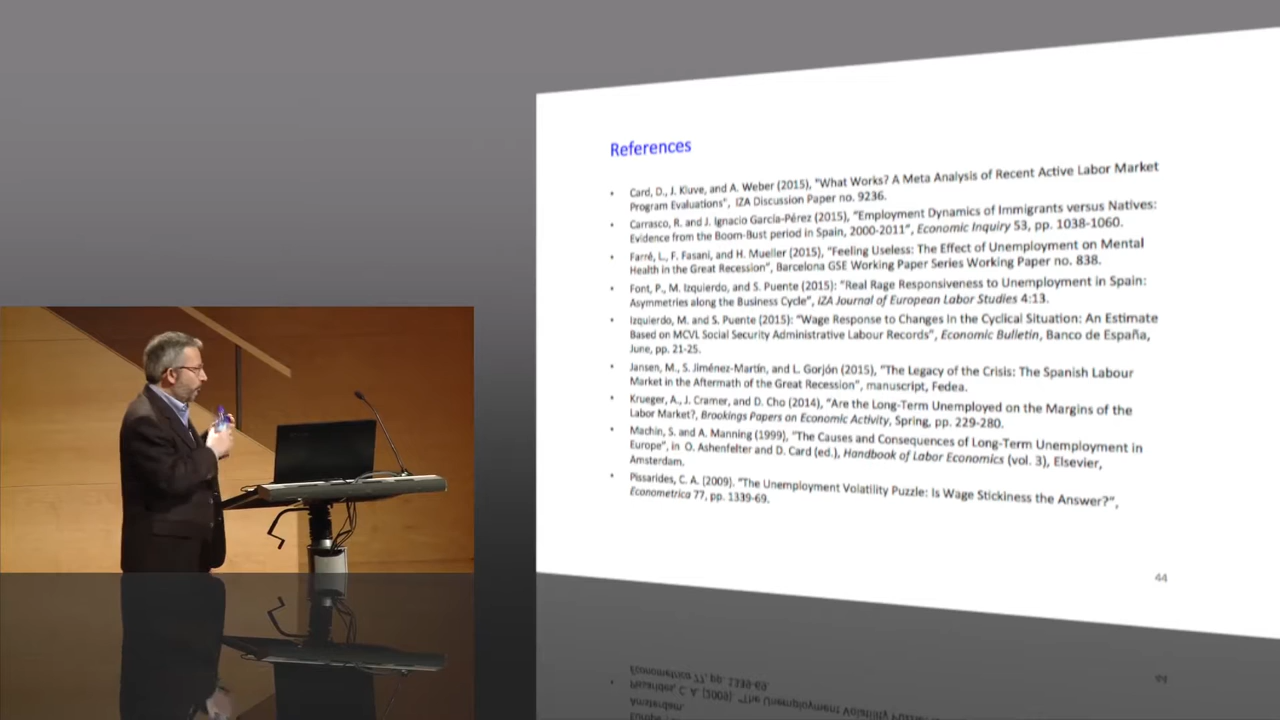 References
• Card, D., J. Kluve, and A. Weber (2015), "What Works? A Meta Analysis of Recent Active Labor Market
Program Evaluations", IZA Discussion Paper no. 9236.
• Carrasco, R. and J. Ignacio García-Pérez (2015), "Employment Dynamics of Immigrants versus Natives:
Evidence from the Boom-Bust period in Spain, 2000-2011", Economic Inquiry 53, pp. 1038-1060.
• Farré, L., F. Fasani, and H. Mueller (2015), "Feeling Useless: The Effect of Unemployment on Mental
Health in the Great Recession", Barcelona GSE Working Paper Series Working Paper no. 838.
• Font, P., M. Izquierdo, and S. Puente (2015): "Real Rage Responsiveness to Unemployment in Spain:
Asymmetries along the Business Cycle", IZA Journal of European Labor Studies 4:13.
• Izquierdo, M. and S. Puente (2015): "Wage Response to Changes in the Cyclical Situation: An Estimate
Based on MCVL Social Security Administrative Labour Records", Economic Bulletin, Banco de España,
June, pp. 21-25.
• Jansen, M., S. Jiménez-Martín, and L. Gorjón (2015), "The Legacy of the Crisis: The Spanish Labour
Market in the Aftermath of the Great Recession", manuscript, Fedea.
• Krueger, A., J. Cramer, and D. Cho (2014), "Are the Long-Term Unemployed on the Margins of the
Labor Market?, Brookings Papers on Economic Activity, Spring, pp. 229-280.
• Machin, S. and A. Manning (1999), "The Causes and Consequences of Long-Term Unemployment in
Europe", in O. Ashenfelter and D. Card (ed.), Handbook of Labor Economics (vol. 3), Elsevier,
Amsterdam.
• Pissarides, C. A. (2009). "The Unemployment Volatility Puzzle: Is Wage Stickiness the Answer?",
Econometrica 77, pp. 1339-69.
44